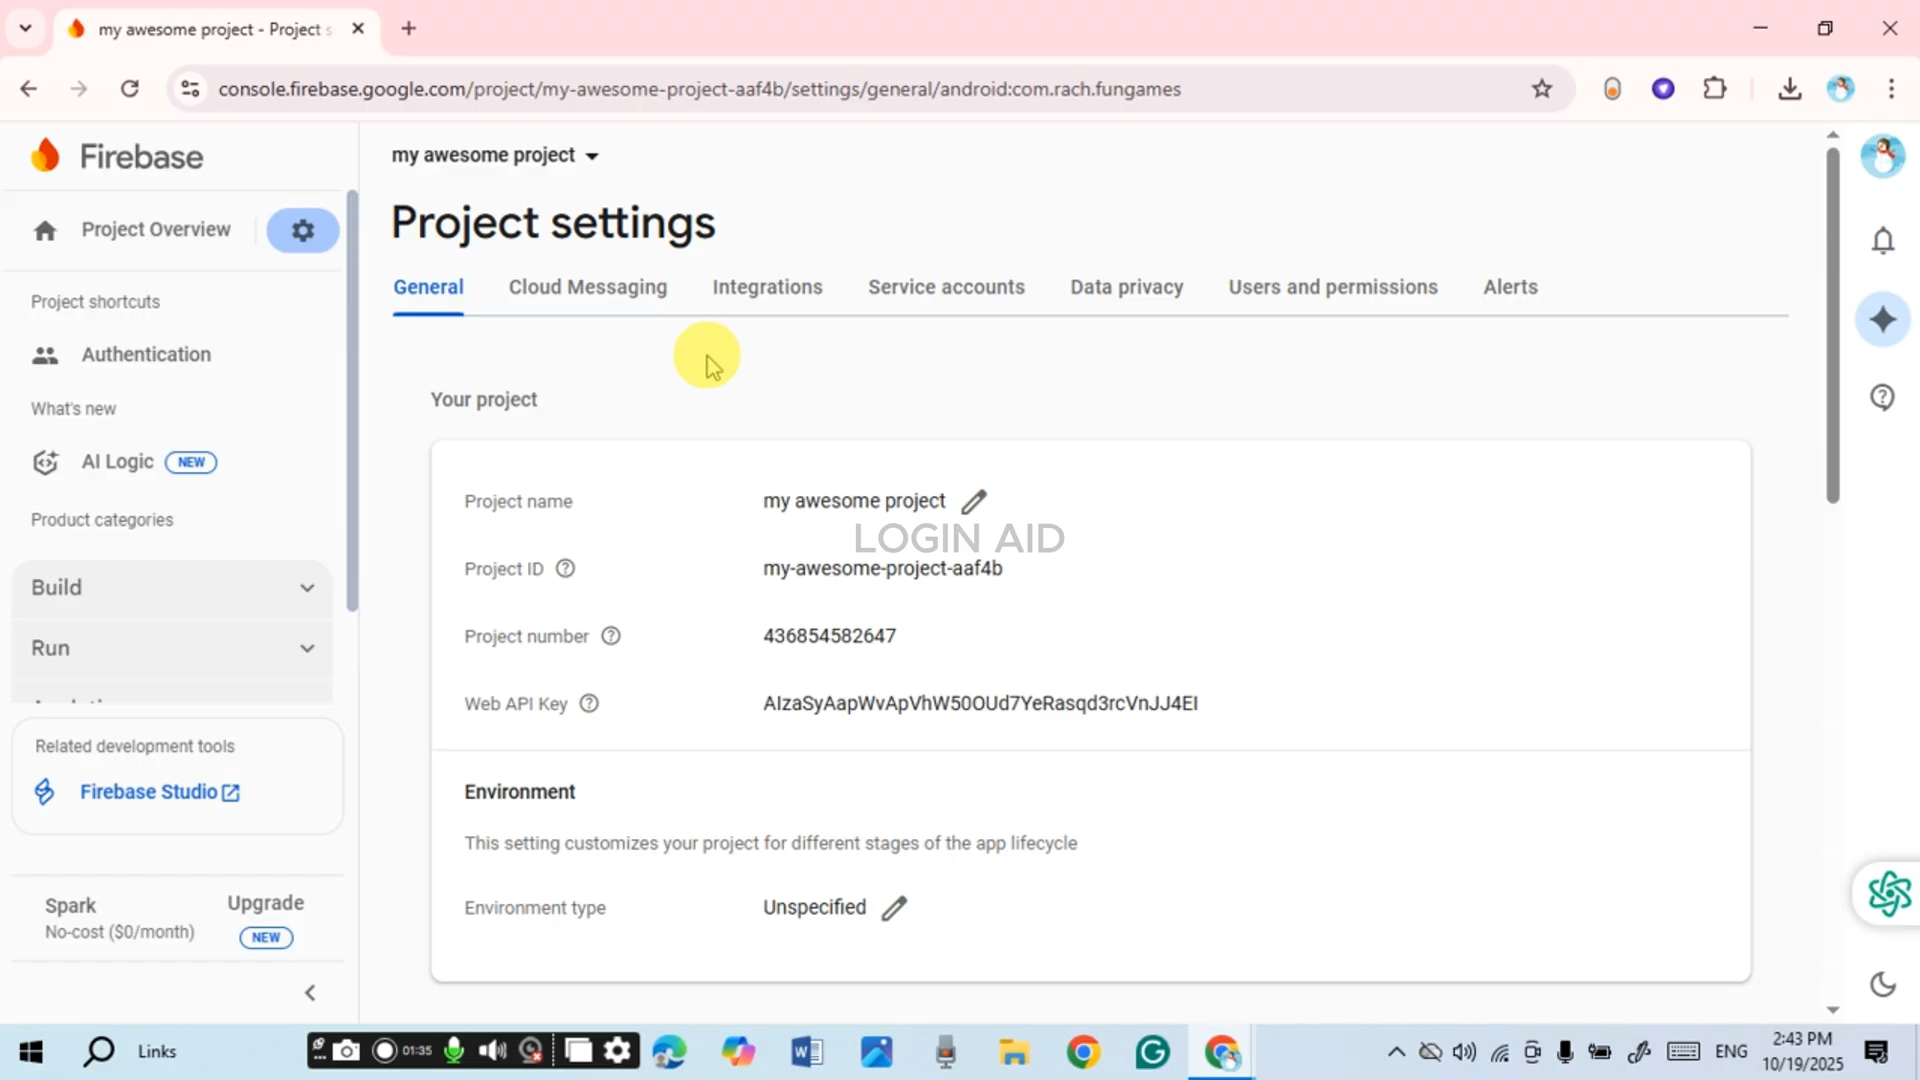 my awesome project - Project s
console.firebase.google.com/project/my-awesome-project-aaf4b/settings/general/android:com.rach.fungames
Firebase
my awesome project
Project Overview
Project settings
General Cloud Messaging Integrations Service accounts Data privacy Users and permissions Alerts
Project shortcuts
Authentication
What's new
AI Logic NEW
Product categories
Build
Run
Related development tools
Firebase Studio
Spark
No-cost ($0/month)
Upgrade
NEW
Your project
Project name my awesome project
LOGIN AID
Project ID my-awesome-project-aaf4b
Project number 436854582647
Web API Key AIzaSyAapWvApVhW50OUd7YeRasqd3rcVnJJ4EI
Environment
This setting customizes your project for different stages of the app lifecycle
Environment type Unspecified
Links
01:35
ENG
2:43 PM
10/19/2025